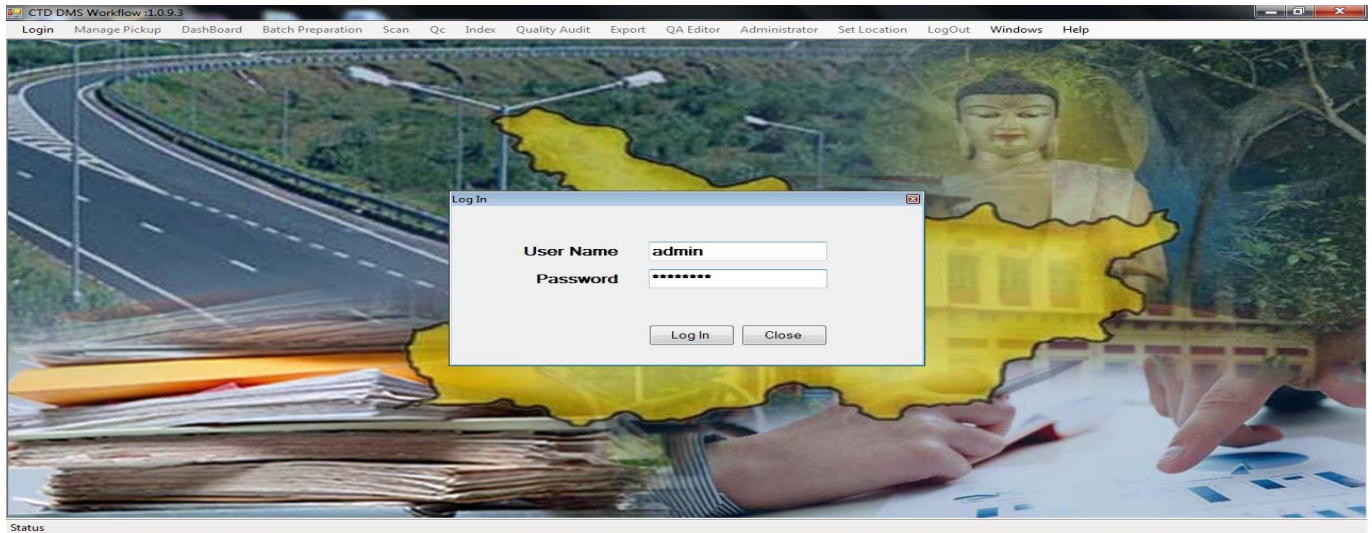 CTD DMS Workflow :1.0.9.3
Login Manage Pickup DashBoard Batch Preparation Scan Qc Index Quality Audit Export QA Editor Administrator Set Location LogOut Windows Help
Log In
User Name admin
Password ********
Log In Close
Status